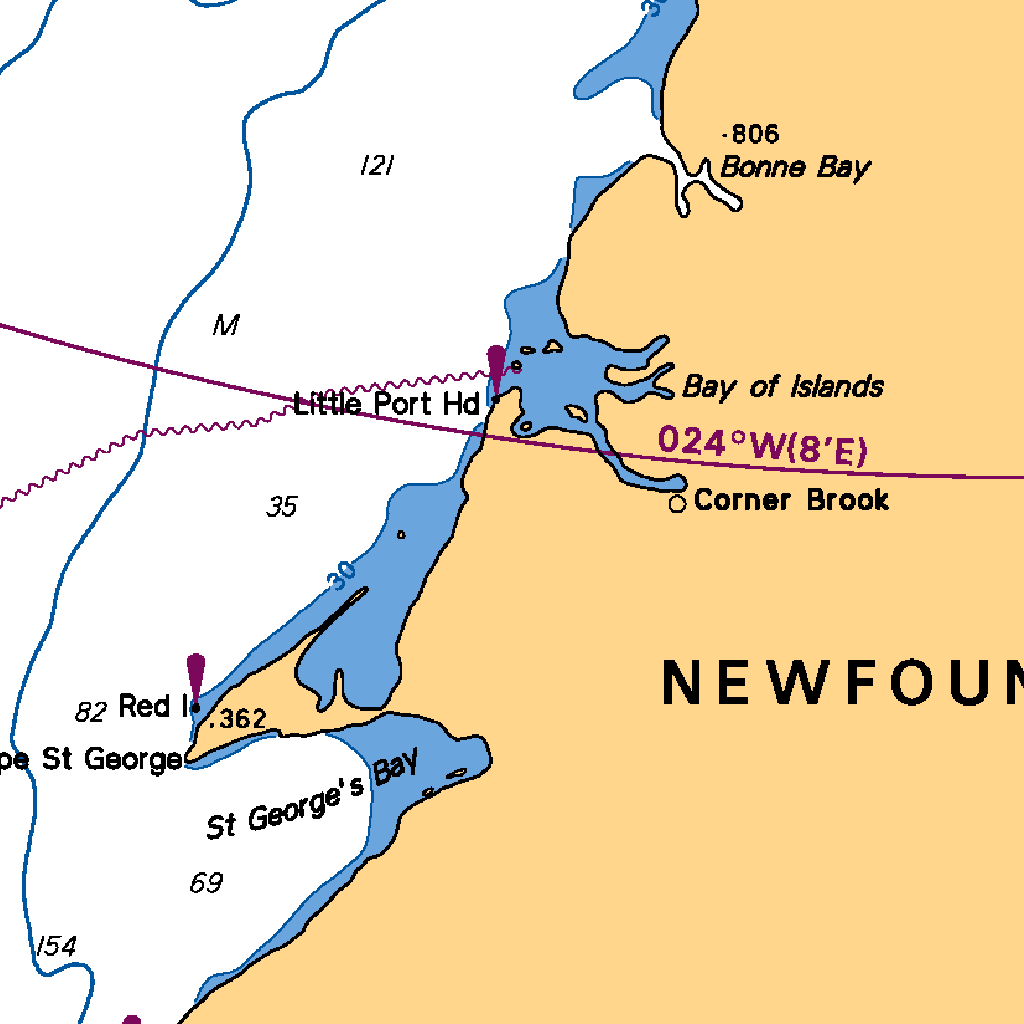 30
·806
121
Bonne Bay
M
Bay of Islands
Little Port Hd
024°W(8'E)
35
Corner Brook
30
NEWFOUN
82 Red I
.362
pe St George
St George's Bay
69
154